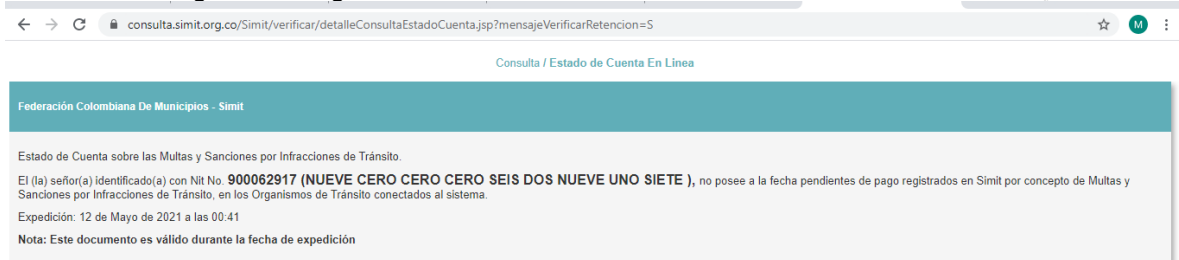 consulta.simit.org.co/Simit/verificar/detalleConsultaEstadoCuenta.jsp?mensajeVerificarRetencion=S
M
Consulta / Estado de Cuenta En Linea
Federación Colombiana De Municipios - Simit
Estado de Cuenta sobre las Multas y Sanciones por Infracciones de Tránsito.
El (la) señor(a) identificado(a) con Nit No. 900062917 (NUEVE CERO CERO CERO SEIS DOS NUEVE UNO SIETE ), no posee a la fecha pendientes de pago registrados en Simit por concepto de Multas y
Sanciones por Infracciones de Tránsito, en los Organismos de Tránsito conectados al sistema.
Expedición: 12 de Mayo de 2021 a las 00:41
Nota: Este documento es válido durante la fecha de expedición